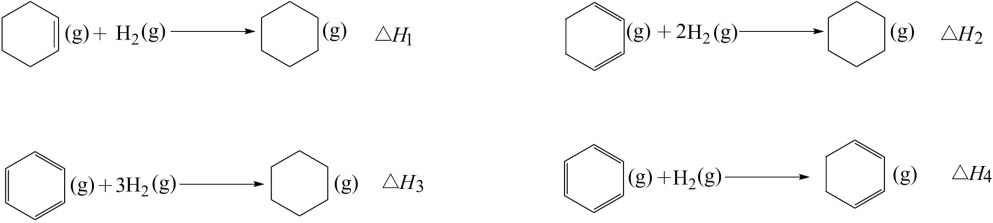 (g) + H₂(g) (g) △H₁
(g) + 2H₂(g) (g) △H₂
(g) + 3H₂(g) (g) △H₃
(g) + H₂(g) (g) △H₄